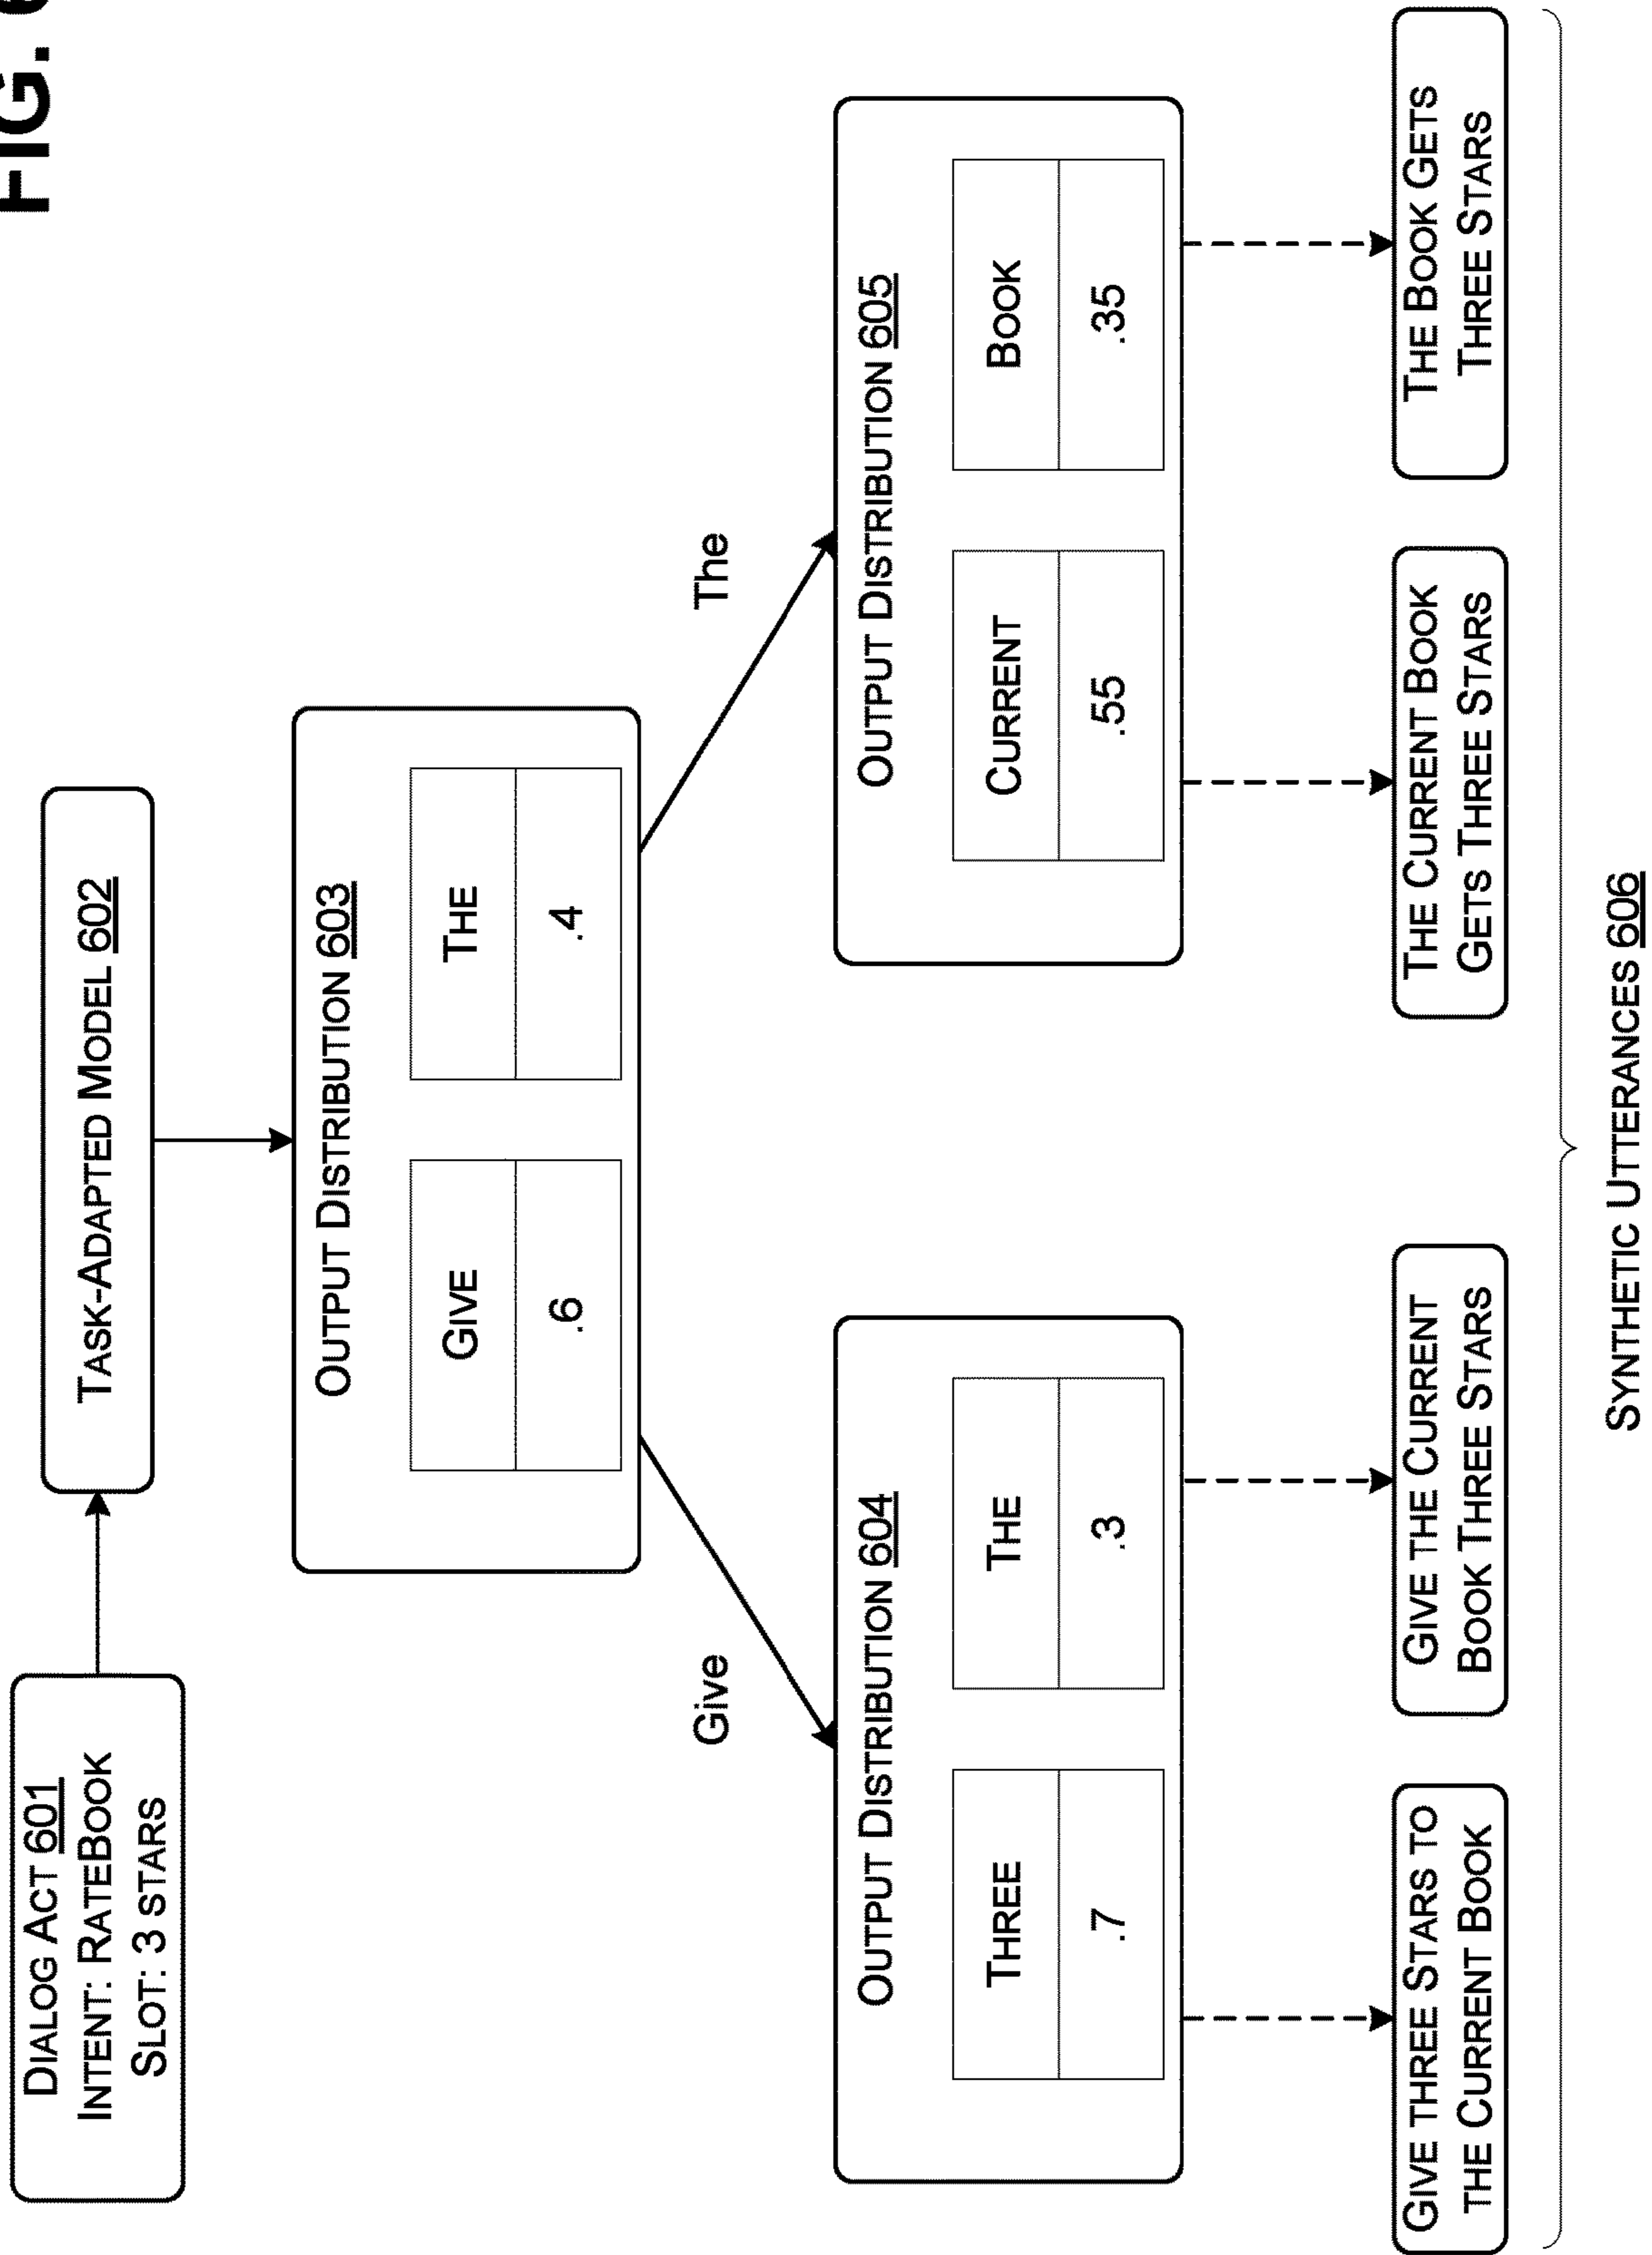 FIG.
DIALOG ACT 601
INTENT: RATEBOOK
SLOT: 3 STARS
TASK-ADAPTED MODEL 602
OUTPUT DISTRIBUTION 603
GIVE
.6
THE
.4
Give
The
OUTPUT DISTRIBUTION 604
THREE
.7
THE
.3
OUTPUT DISTRIBUTION 605
CURRENT
.55
BOOK
.35
GIVE THREE STARS TO
THE CURRENT BOOK
GIVE THE CURRENT
BOOK THREE STARS
THE CURRENT BOOK
GETS THREE STARS
THE BOOK GETS
THREE STARS
SYNTHETIC UTTERANCES 606